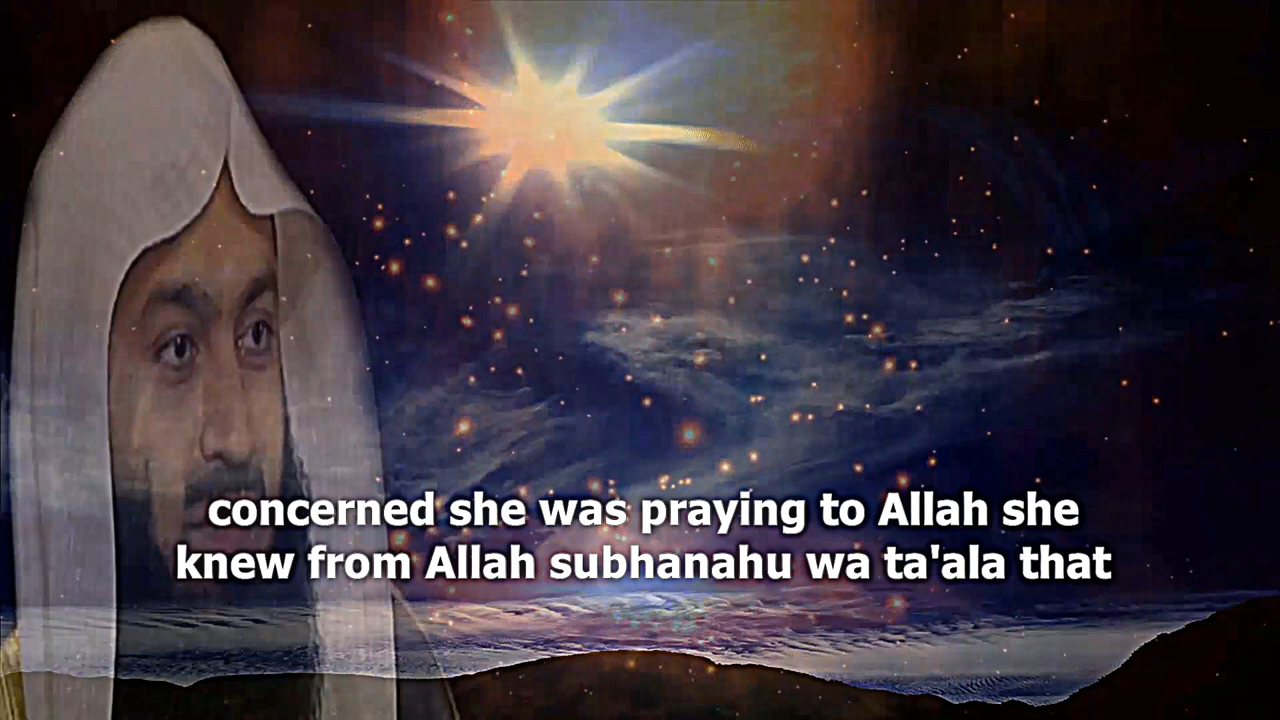 concerned she was praying to Allah she
knew from Allah subhanahu wa ta'ala that